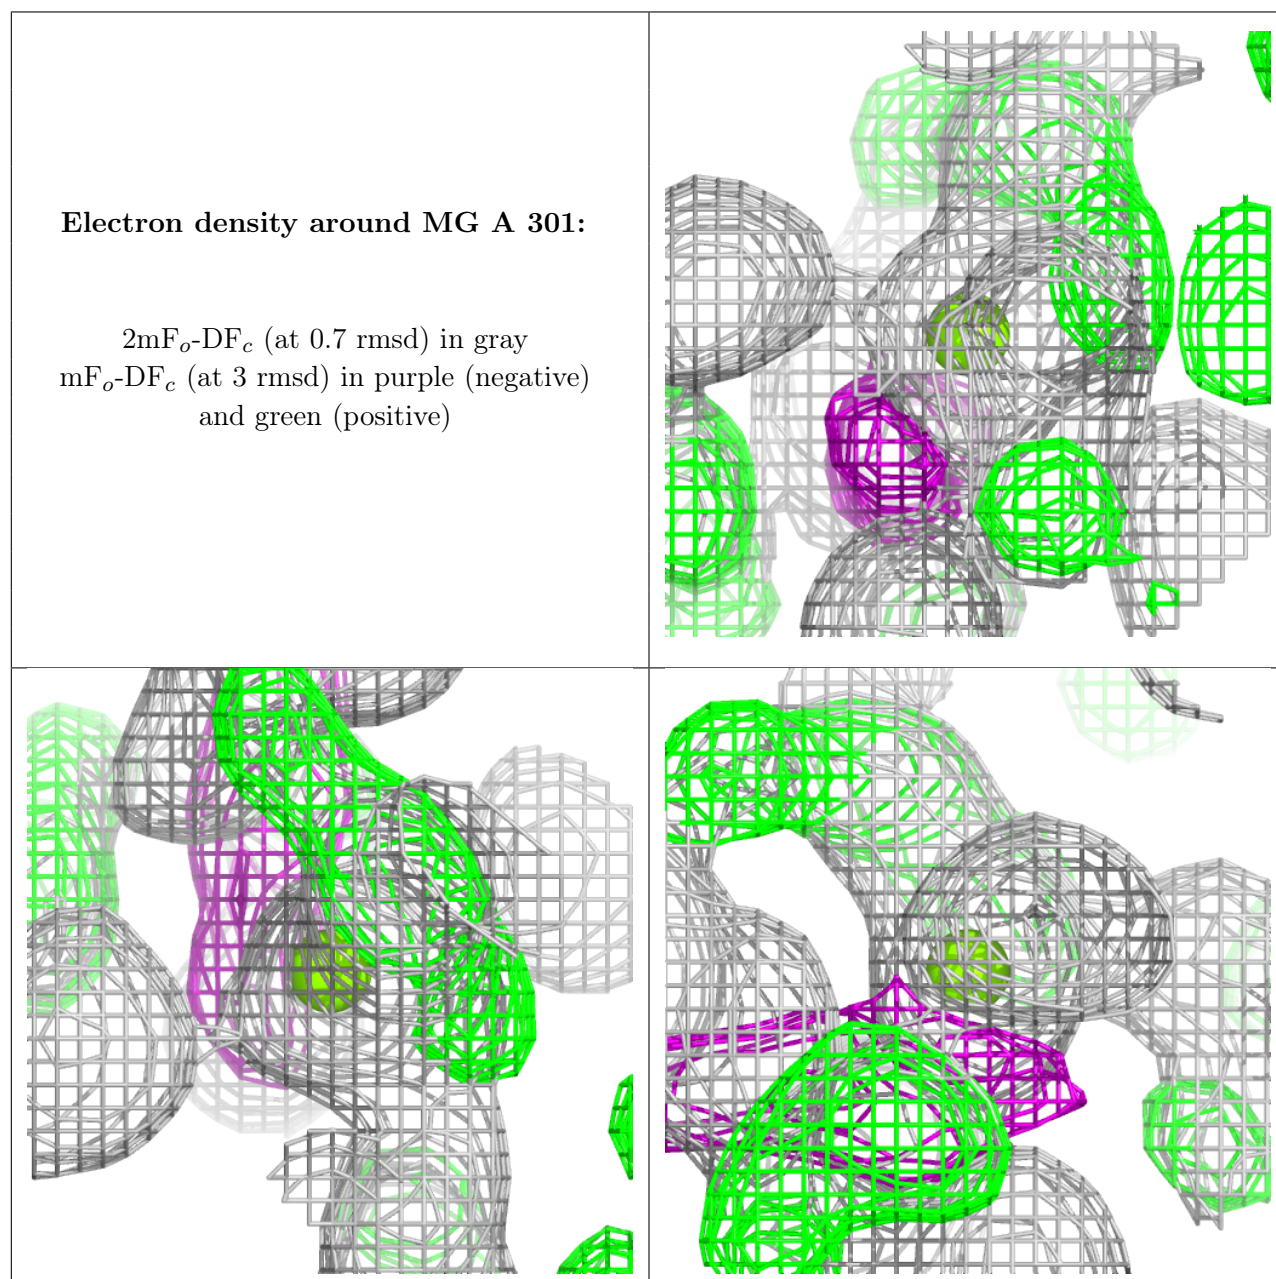 Electron density around MG A 301:
2mFo-DFc (at 0.7 rmsd) in gray
mFo-DFc (at 3 rmsd) in purple (negative)
and green (positive)